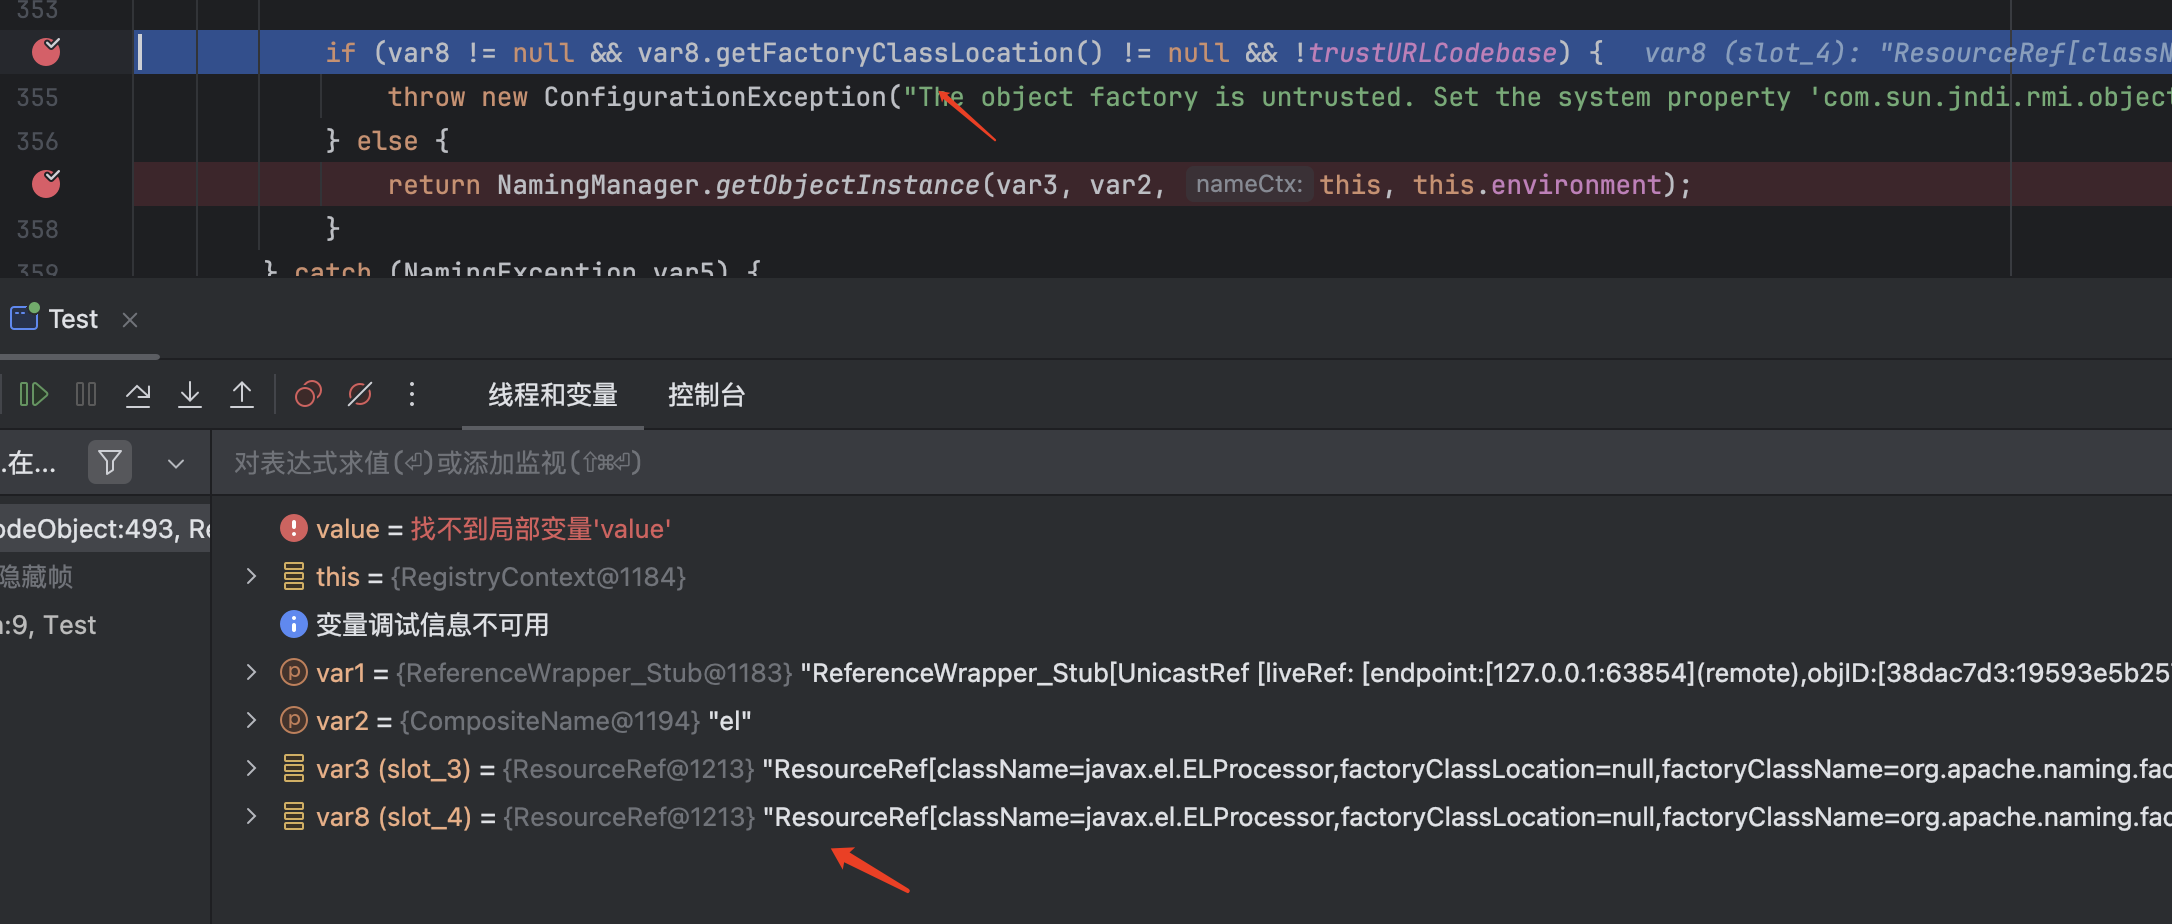 353
if (var8 != null && var8.getFactoryClassLocation() != null && !trustURLCodebase) { var8 (slot_4): "ResourceRef[classN
355 throw new ConfigurationException("The object factory is untrusted. Set the system property 'com.sun.jndi.rmi.object
356 } else {
return NamingManager.getObjectInstance(var3, var2, nameCtx: this, this.environment);
358 }
359 } catch (NamingException var5) {
Test
线程和变量 控制台
.在... 对表达式求值(⏎)或添加监视(⇧⌘⏎)
odeObject:493, Re
隐藏帧
:9, Test
value = 找不到局部变量'value'
this = {RegistryContext@1184}
变量调试信息不可用
var1 = {ReferenceWrapper_Stub@1183} "ReferenceWrapper_Stub[UnicastRef [liveRef: [endpoint:[127.0.0.1:63854](remote),objID:[38dac7d3:19593e5b25
var2 = {CompositeName@1194} "el"
var3 (slot_3) = {ResourceRef@1213} "ResourceRef[className=javax.el.ELProcessor,factoryClassLocation=null,factoryClassName=org.apache.naming.fac
var8 (slot_4) = {ResourceRef@1213} "ResourceRef[className=javax.el.ELProcessor,factoryClassLocation=null,factoryClassName=org.apache.naming.fac